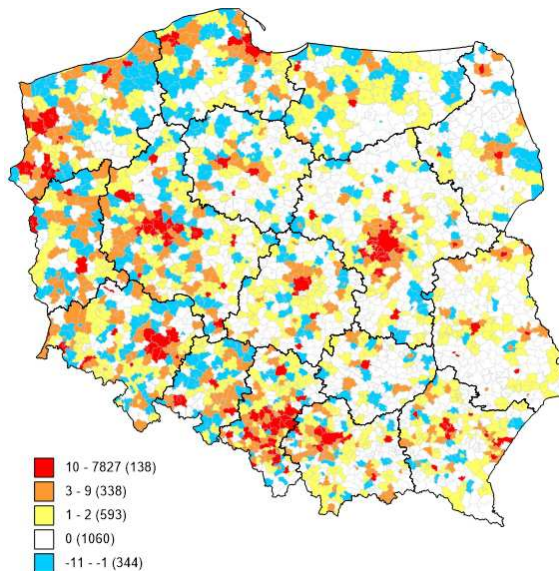 10 - 7827 (138)
3 - 9 (338)
1 - 2 (593)
0 (1060)
-11 - -1 (344)